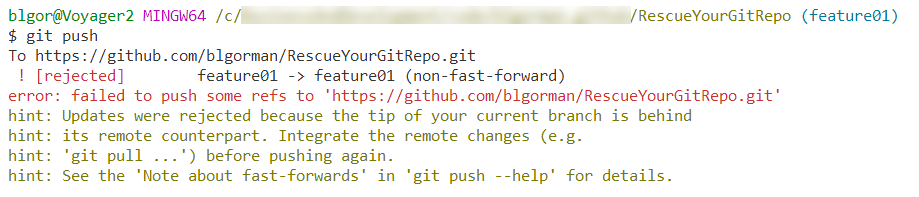 blgor@Voyager2 MINGW64 /c/ /RescueYourGitRepo (feature01)
$ git push
To https://github.com/blgorman/RescueYourGitRepo.git
 ! [rejected]        feature01 -> feature01 (non-fast-forward)
error: failed to push some refs to 'https://github.com/blgorman/RescueYourGitRepo.git'
hint: Updates were rejected because the tip of your current branch is behind
hint: its remote counterpart. Integrate the remote changes (e.g.
hint: 'git pull ...') before pushing again.
hint: See the 'Note about fast-forwards' in 'git push --help' for details.